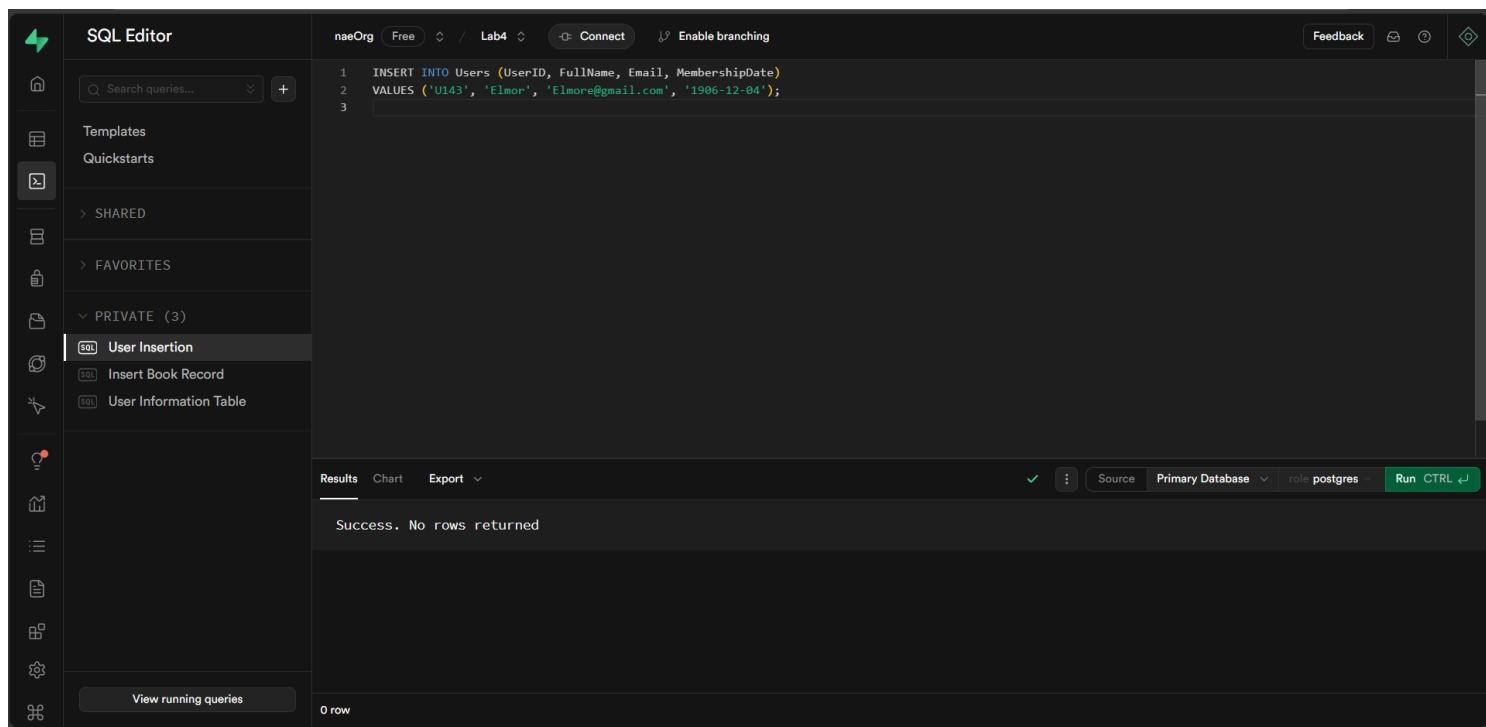 SQL Editor
naeOrg Free / Lab4 Connect Enable branching Feedback
Search queries... +
Templates
Quickstarts
SHARED
FAVORITES
PRIVATE (3)
SQL User Insertion
SQL Insert Book Record
SQL User Information Table
View running queries
1 INSERT INTO Users (UserID, FullName, Email, MembershipDate)
2 VALUES ('U143', 'Elmor', 'Elmore@gmail.com', '1906-12-04');
3
Results Chart Export Source Primary Database role postgres Run CTRL
Success. No rows returned
0 row